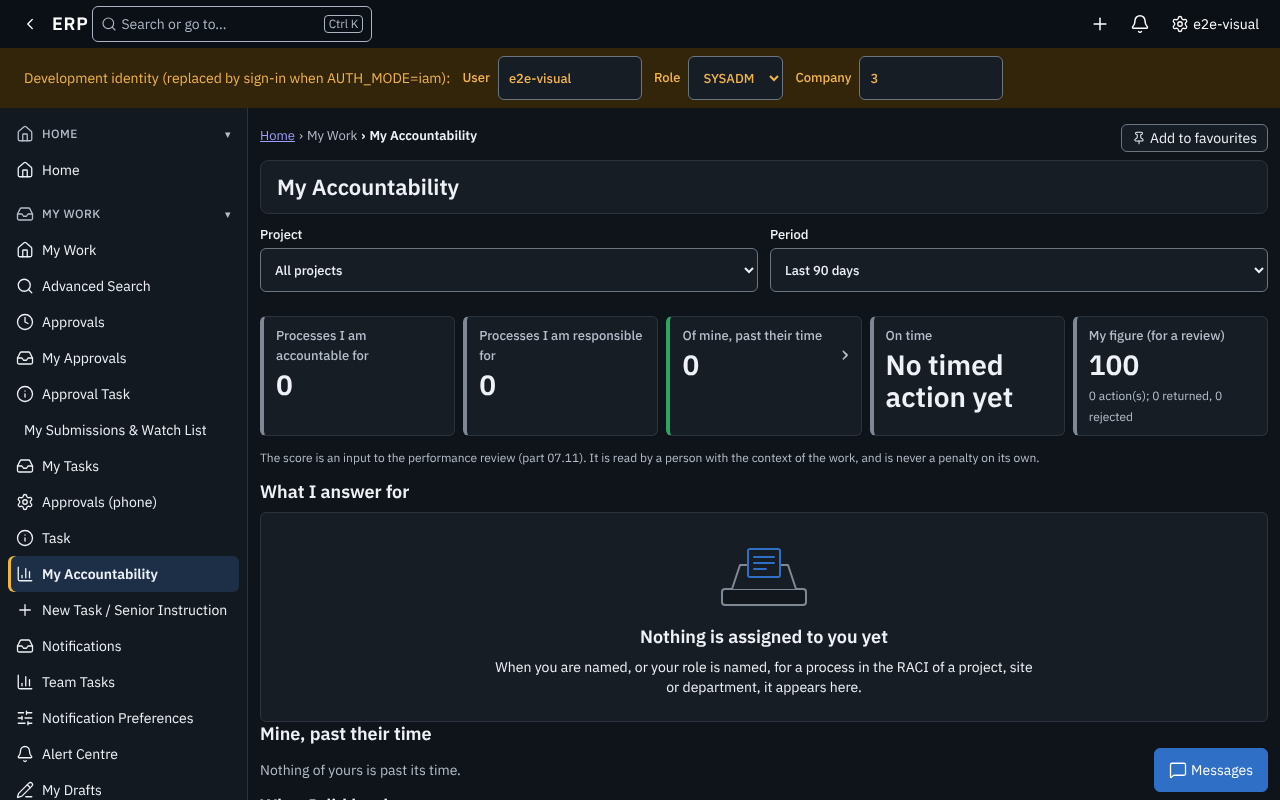 ERP
Search or go to...
Ctrl K
e2e-visual
Development identity (replaced by sign-in when AUTH_MODE=iam): User e2e-visual Role SYSADM Company 3
HOME
Home
MY WORK
My Work
Advanced Search
Approvals
My Approvals
Approval Task
My Submissions & Watch List
My Tasks
Approvals (phone)
Task
My Accountability
New Task / Senior Instruction
Notifications
Team Tasks
Notification Preferences
Alert Centre
My Drafts
Home › My Work › My Accountability
Add to favourites
My Accountability
Project
All projects
Period
Last 90 days
Processes I am
accountable for
0
Processes I am responsible
for
0
Of mine, past their time
0
On time
No timed
action yet
My figure (for a review)
100
0 action(s); 0 returned, 0
rejected
The score is an input to the performance review (part 07.11). It is read by a person with the context of the work, and is never a penalty on its own.
What I answer for
Nothing is assigned to you yet
When you are named, or your role is named, for a process in the RACI of a project, site
or department, it appears here.
Mine, past their time
Nothing of yours is past its time.
Messages